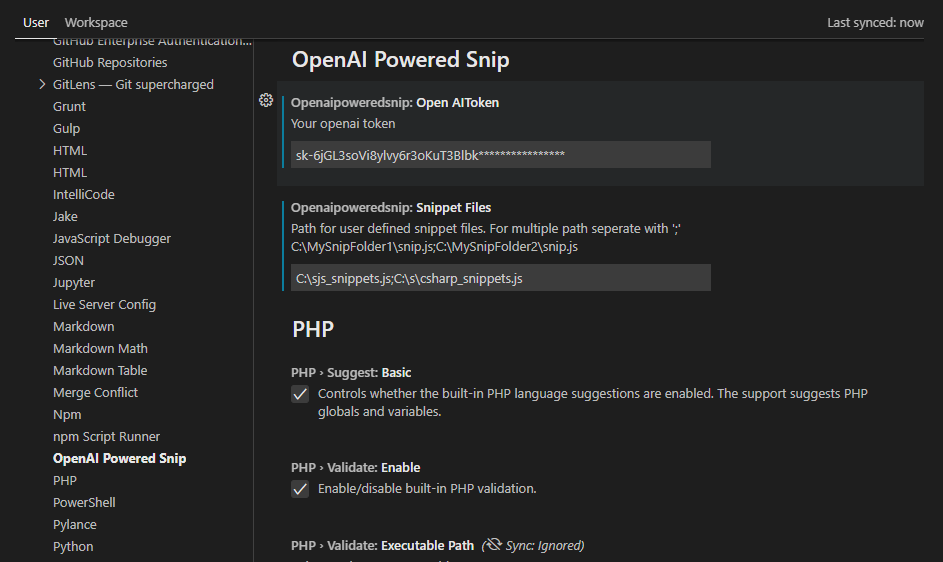 User Workspace Last synced: now
GitHub Enterprise Authentication...
GitHub Repositories
GitLens — Git supercharged
Grunt
Gulp
HTML
HTML
IntelliCode
Jake
JavaScript Debugger
JSON
Jupyter
Live Server Config
Markdown
Markdown Math
Markdown Table
Merge Conflict
Npm
npm Script Runner
OpenAI Powered Snip
PHP
PowerShell
Pylance
Python
OpenAI Powered Snip
Openaipoweredsnip: Open AIToken
Your openai token
sk-6jGL3soVi8ylvy6r3oKuT3Blbk****************
Openaipoweredsnip: Snippet Files
Path for user defined snippet files. For multiple path seperate with ';'
C:\MySnipFolder1\snip.js;C:\MySnipFolder2\snip.js
C:\sjs_snippets.js;C:\s\csharp_snippets.js
PHP
PHP › Suggest: Basic
Controls whether the built-in PHP language suggestions are enabled. The support suggests PHP
globals and variables.
PHP › Validate: Enable
Enable/disable built-in PHP validation.
PHP › Validate: Executable Path (Sync: Ignored)